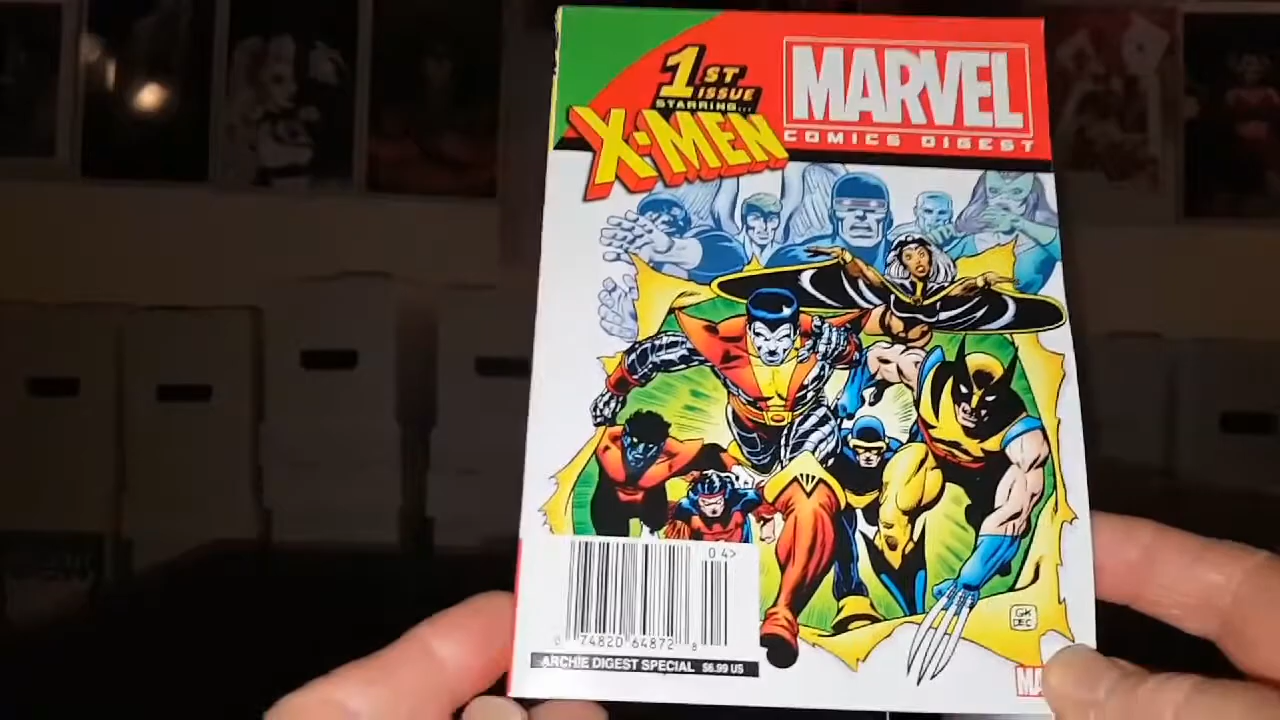 1ST
ISSUE
STARRING...
X-MEN
MARVEL
COMICS DIGEST
04>
0 74820 64872 8
ARCHIE DIGEST SPECIAL $6.99 US
GK
DEC
MA